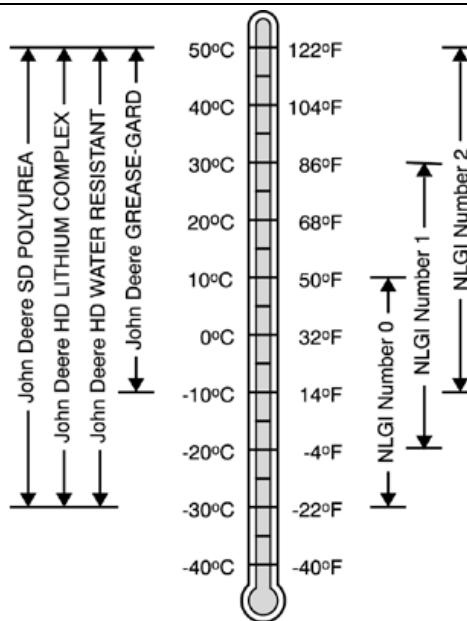 John Deere SD POLYUREA
John Deere HD LITHIUM COMPLEX
John Deere HD WATER RESISTANT
John Deere GREASE-GARD
50ºC 122ºF
40ºC 104ºF
30ºC 86ºF
20ºC 68ºF
10ºC 50ºF
0ºC 32ºF
-10ºC 14ºF
-20ºC -4ºF
-30ºC -22ºF
-40ºC -40ºF
NLGI Number 0
NLGI Number 1
NLGI Number 2